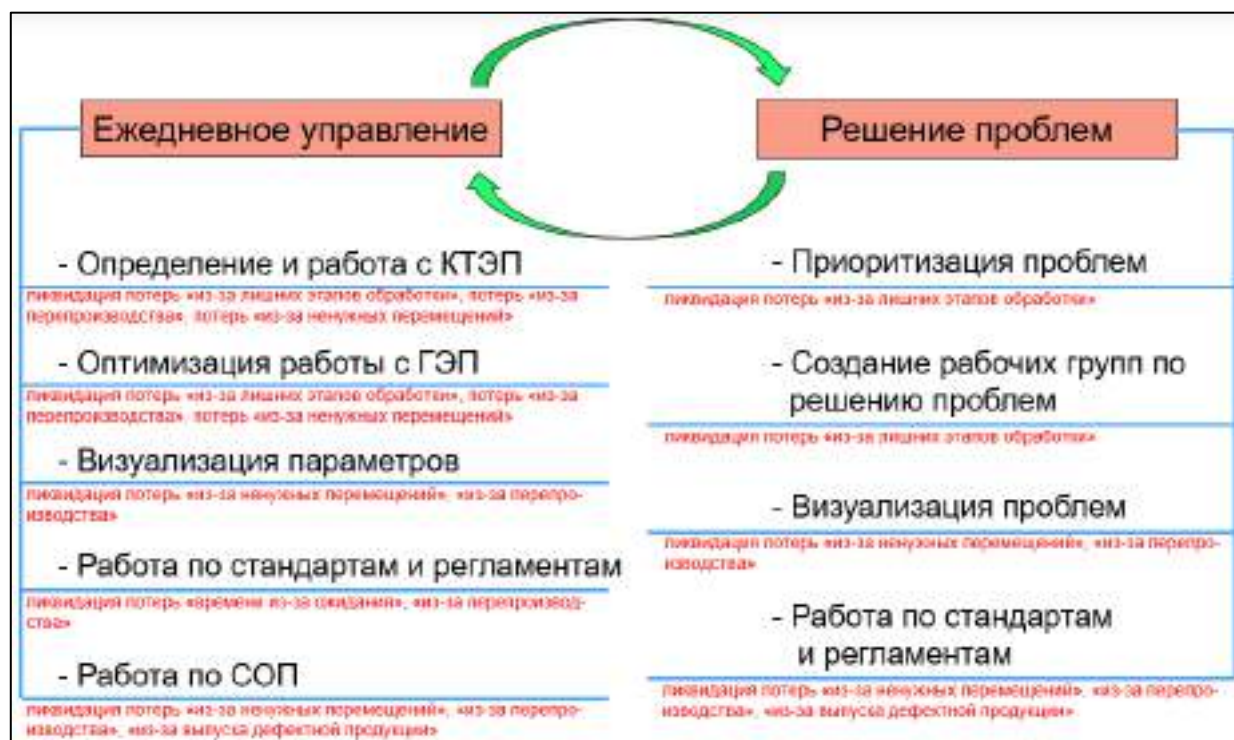 Ежедневное управление
- Определение и работа с КТЭП
ликвидация потерь «из-за лишних этапов обработки», потерь «из-за
перепроизводства», потерь «из-за ненужных перемещений»
- Оптимизация работы с ГЭП
ликвидация потерь «из-за лишних этапов обработки», потерь «из-за
перепроизводства», потерь «из-за ненужных перемещений»
- Визуализация параметров
ликвидация потерь «из-за ненужных перемещений», «из-за перепро-
изводства»
- Работа по стандартам и регламентам
ликвидация потерь «времени из-за ожидания», «из-за перепроизвод-
ства»
- Работа по СОП
ликвидация потерь «из-за ненужных перемещений», «из-за перепро-
изводства», «из-за выпуска дефектной продукции»
Решение проблем
- Приоритизация проблем
ликвидация потерь «из-за лишних этапов обработки»
- Создание рабочих групп по
решению проблем
ликвидация потерь «из-за лишних этапов обработки»
- Визуализация проблем
ликвидация потерь «из-за ненужных перемещений», «из-за перепро-
изводства»
- Работа по стандартам
и регламентам
ликвидация потерь «из-за ненужных перемещений», «из-за перепро-
изводства», «из-за выпуска дефектной продукции»